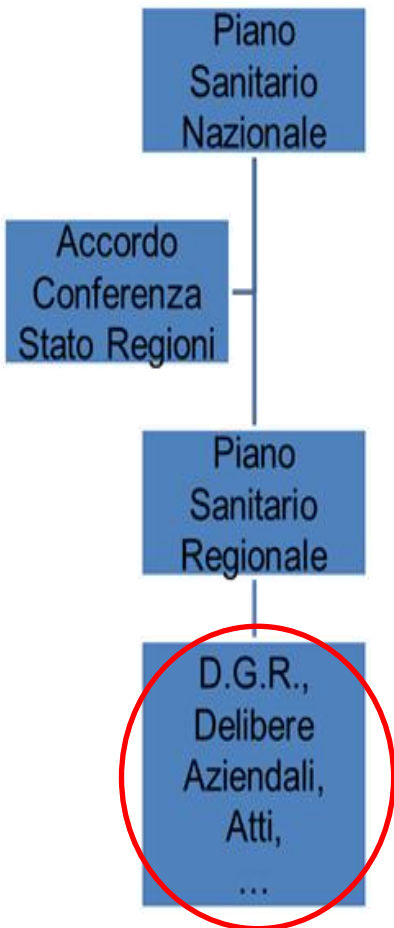 Piano
Sanitario
Nazionale
Accordo
Conferenza
Stato Regioni
Piano
Sanitario
Regionale
D.G.R.,
Delibere
Aziendali,
Atti,
...